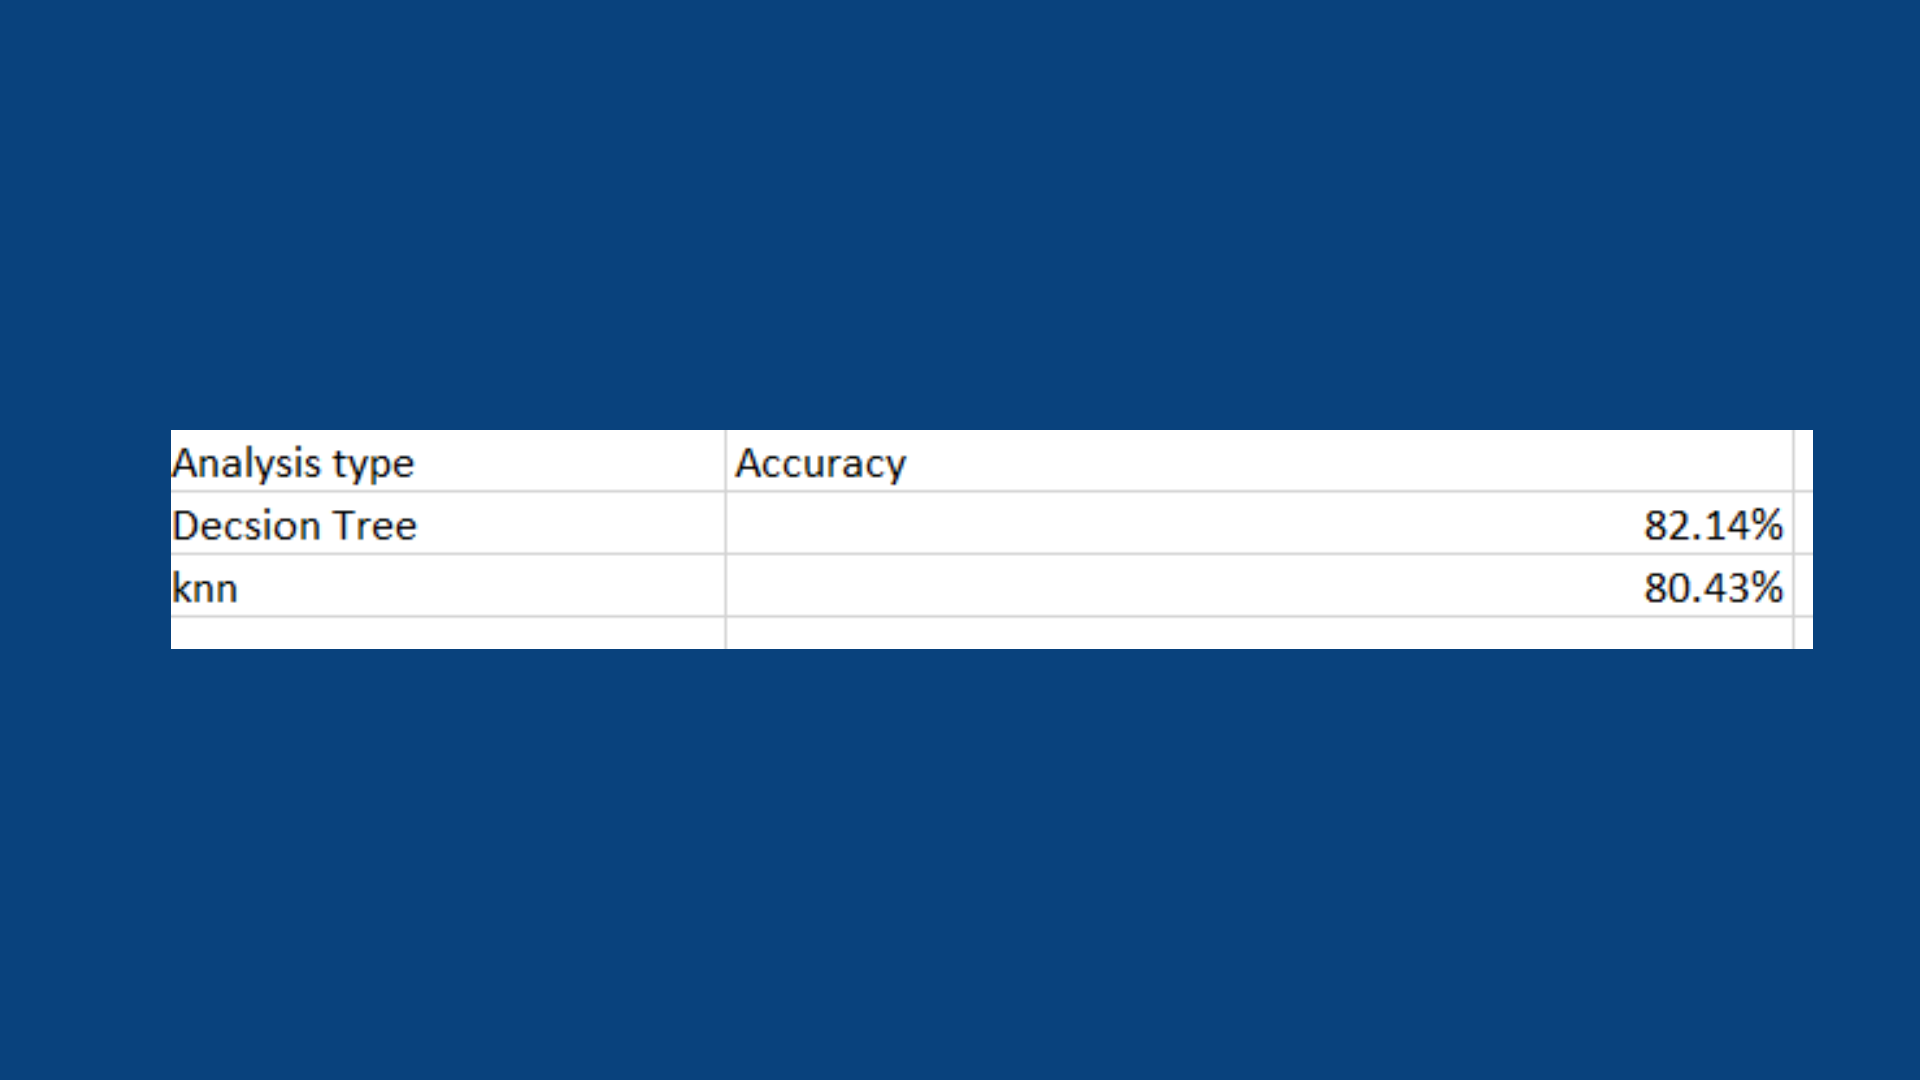 Analysis type Accuracy
Decsion Tree 82.14%
knn 80.43%